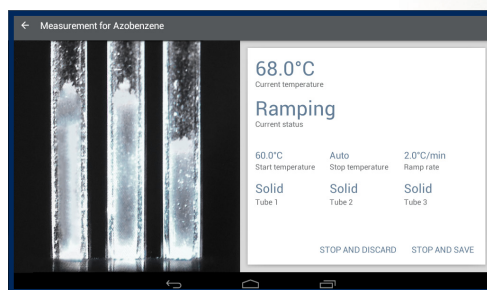 Measurement for Azobenzene
68.0°C
Current temperature
Ramping
Current status
60.0°C Auto 2.0°C/min
Start temperature Stop temperature Ramp rate
Solid Solid Solid
Tube 1 Tube 2 Tube 3
STOP AND DISCARD STOP AND SAVE